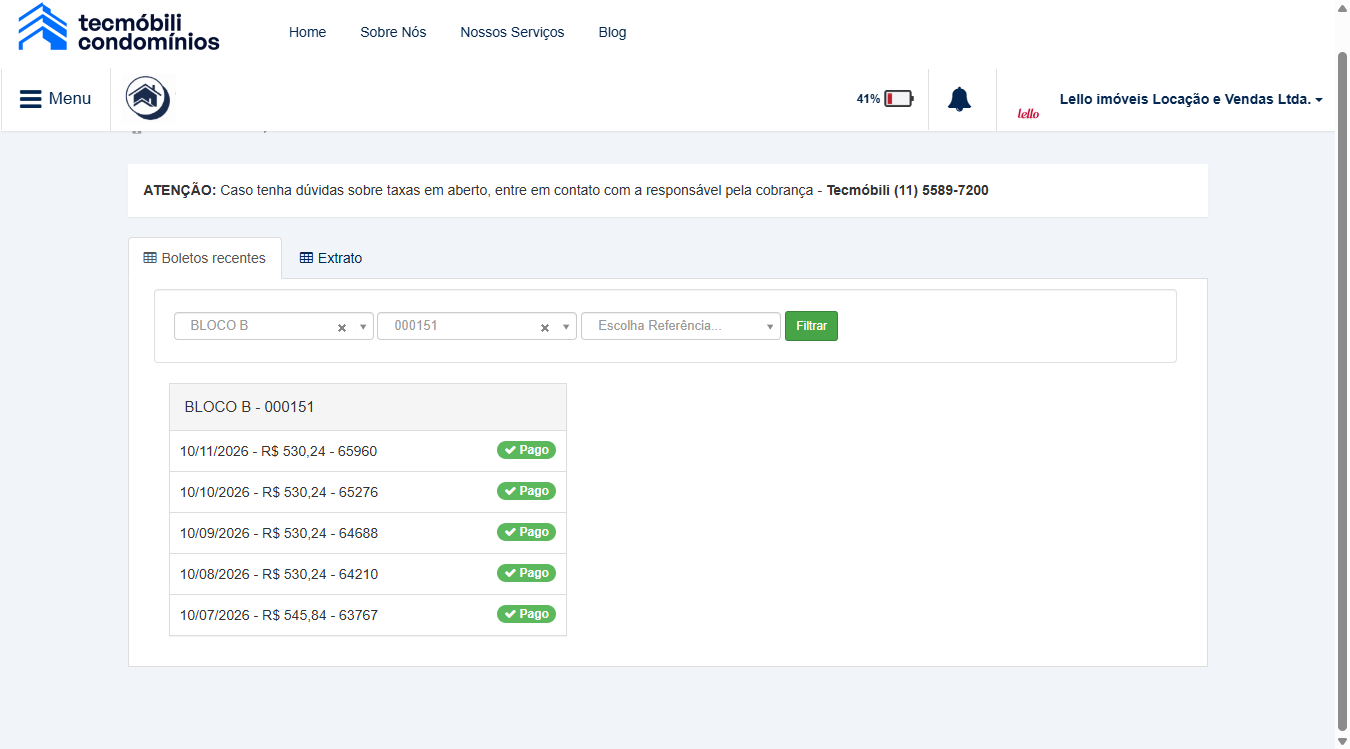 tecmóbili
condomínios
Home Sobre Nós Nossos Serviços Blog
Menu
41%
lello
Lello imóveis Locação e Vendas Ltda.
ATENÇÃO: Caso tenha dúvidas sobre taxas em aberto, entre em contato com a responsável pela cobrança - Tecmóbili (11) 5589-7200
Boletos recentes Extrato
BLOCO B 000151 Escolha Referência... Filtrar
BLOCO B - 000151
10/11/2026 - R$ 530,24 - 65960 Pago
10/10/2026 - R$ 530,24 - 65276 Pago
10/09/2026 - R$ 530,24 - 64688 Pago
10/08/2026 - R$ 530,24 - 64210 Pago
10/07/2026 - R$ 545,84 - 63767 Pago